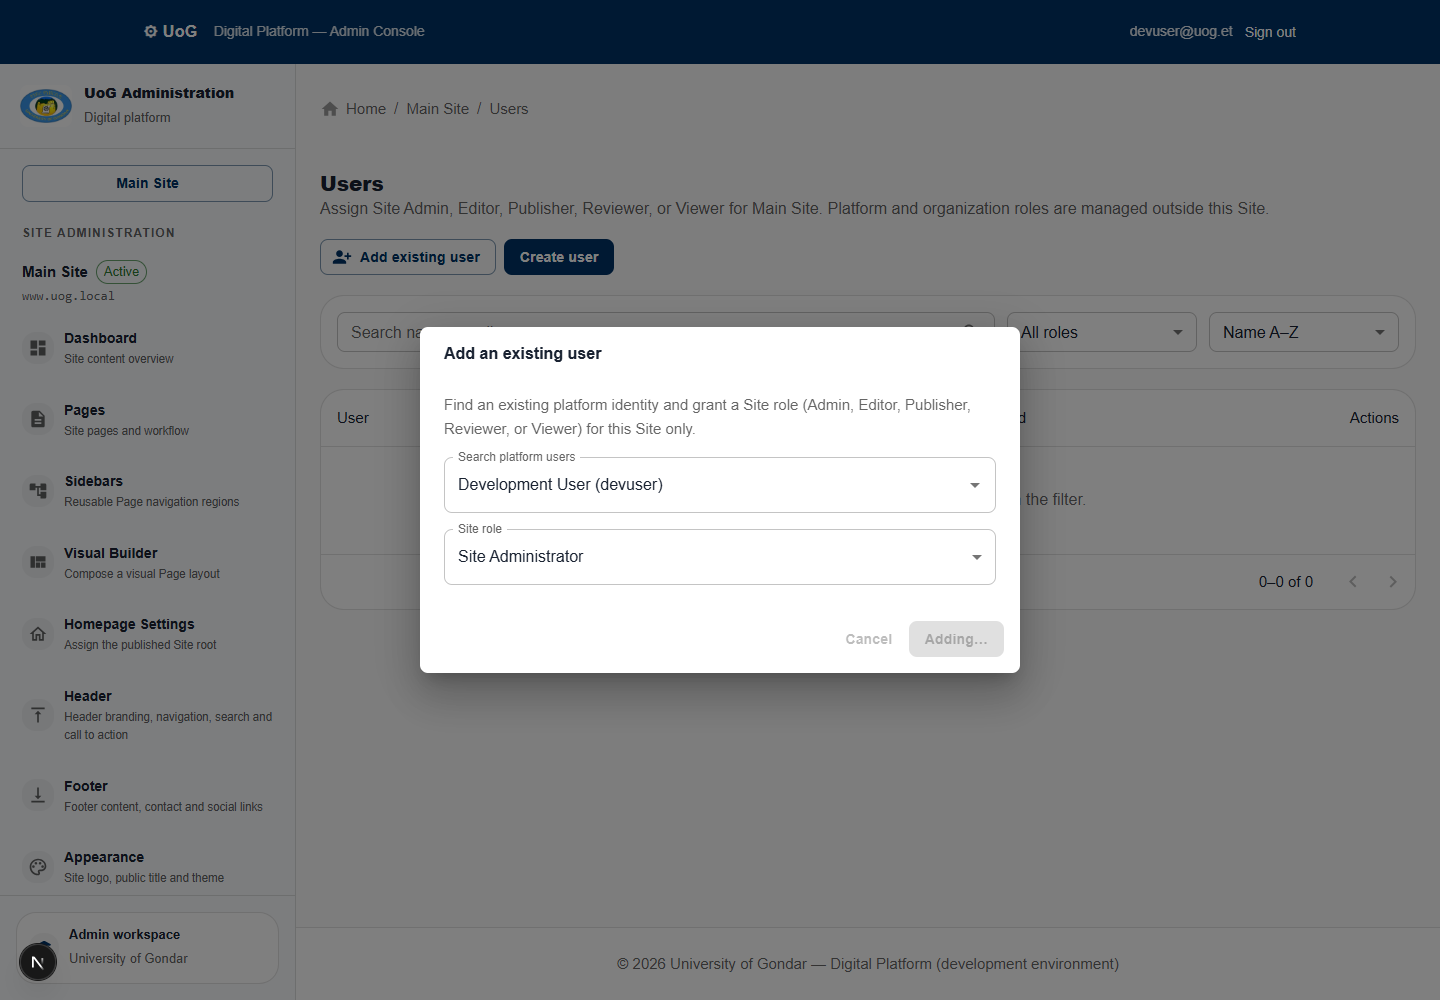 UoG
Digital Platform — Admin Console
devuser@uog.et
Sign out
UoG Administration
Digital platform
Main Site
SITE ADMINISTRATION
Main Site
Active
www.uog.local
Dashboard
Site content overview
Pages
Site pages and workflow
Sidebars
Reusable Page navigation regions
Visual Builder
Compose a visual Page layout
Homepage Settings
Assign the published Site root
Header
Header branding, navigation, search and
call to action
Footer
Footer content, contact and social links
Appearance
Site logo, public title and theme
Admin workspace
University of Gondar
N
Home / Main Site / Users
Users
Assign Site Admin, Editor, Publisher, Reviewer, or Viewer for Main Site. Platform and organization roles are managed outside this Site.
Add existing user
Create user
Search
All roles
Name A–Z
User
Actions
the filter.
0–0 of 0
Add an existing user
Find an existing platform identity and grant a Site role (Admin, Editor, Publisher,
Reviewer, or Viewer) for this Site only.
Search platform users
Development User (devuser)
Site role
Site Administrator
Cancel
Adding...
© 2026 University of Gondar — Digital Platform (development environment)